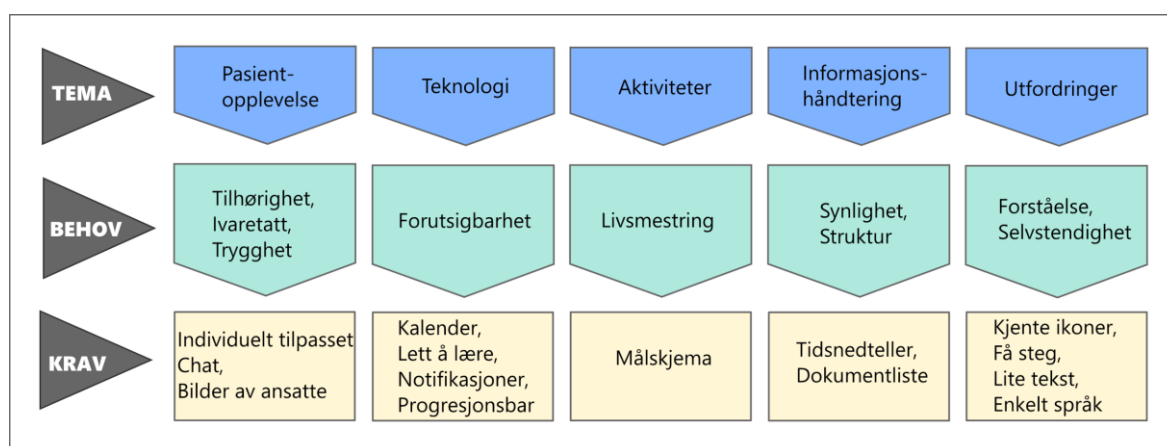 TEMA
Pasient-
opplevelse
Teknologi
Aktiviteter
Informasjons-
håndtering
Utfordringer
BEHOV
Tilhørighet,
Ivaretatt,
Trygghet
Forutsigbarhet
Livsmestring
Synlighet,
Struktur
Forståelse,
Selvstendighet
KRAV
Individuelt tilpasset
Chat,
Bilder av ansatte
Kalender,
Lett å lære,
Notifikasjoner,
Progresjonsbar
Målskjema
Tidsnedteller,
Dokumentliste
Kjente ikoner,
Få steg,
Lite tekst,
Enkelt språk